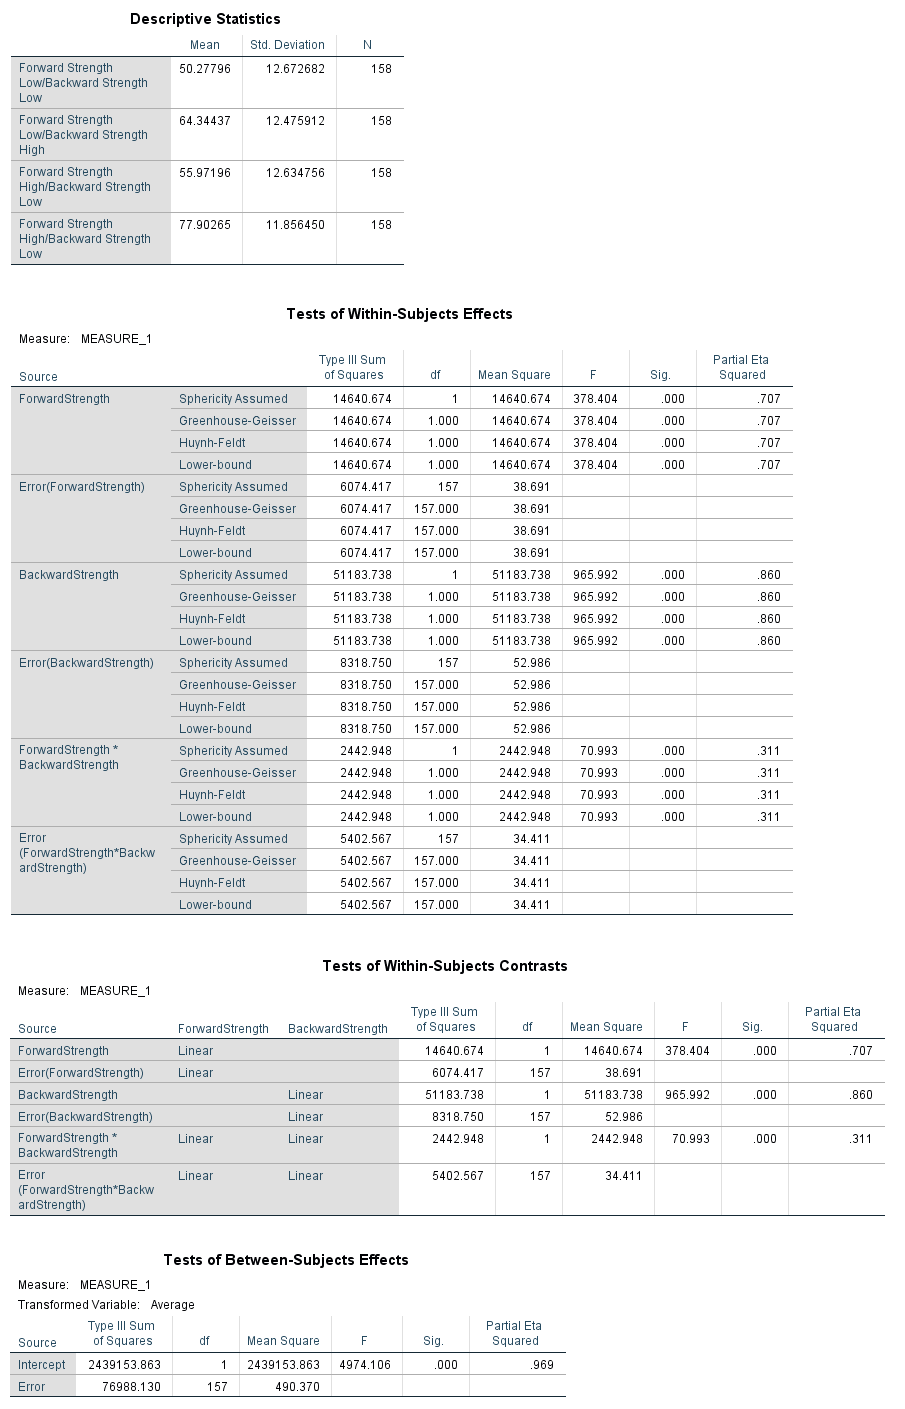 Descriptive Statistics
Mean Std. Deviation N
Forward Strength 50.27796 12.672682 158
Low/Backward Strength
Low
Forward Strength 64.34437 12.475912 158
Low/Backward Strength
High
Forward Strength 55.97196 12.634756 158
High/Backward Strength
Low
Forward Strength 77.90265 11.856450 158
High/Backward Strength
Low
Tests of Within-Subjects Effects
Measure: MEASURE_1
Type III Sum Partial Eta
Source of Squares df Mean Square F Sig. Squared
ForwardStrength Sphericity Assumed 14640.674 1 14640.674 378.404 .000 .707
Greenhouse-Geisser 14640.674 1.000 14640.674 378.404 .000 .707
Huynh-Feldt 14640.674 1.000 14640.674 378.404 .000 .707
Lower-bound 14640.674 1.000 14640.674 378.404 .000 .707
Error(ForwardStrength) Sphericity Assumed 6074.417 157 38.691
Greenhouse-Geisser 6074.417 157.000 38.691
Huynh-Feldt 6074.417 157.000 38.691
Lower-bound 6074.417 157.000 38.691
BackwardStrength Sphericity Assumed 51183.738 1 51183.738 965.992 .000 .860
Greenhouse-Geisser 51183.738 1.000 51183.738 965.992 .000 .860
Huynh-Feldt 51183.738 1.000 51183.738 965.992 .000 .860
Lower-bound 51183.738 1.000 51183.738 965.992 .000 .860
Error(BackwardStrength) Sphericity Assumed 8318.750 157 52.986
Greenhouse-Geisser 8318.750 157.000 52.986
Huynh-Feldt 8318.750 157.000 52.986
Lower-bound 8318.750 157.000 52.986
ForwardStrength * Sphericity Assumed 2442.948 1 2442.948 70.993 .000 .311
BackwardStrength
Greenhouse-Geisser 2442.948 1.000 2442.948 70.993 .000 .311
Huynh-Feldt 2442.948 1.000 2442.948 70.993 .000 .311
Lower-bound 2442.948 1.000 2442.948 70.993 .000 .311
Error Sphericity Assumed 5402.567 157 34.411
(ForwardStrength*Backw
ardStrength)
Greenhouse-Geisser 5402.567 157.000 34.411
Huynh-Feldt 5402.567 157.000 34.411
Lower-bound 5402.567 157.000 34.411
Tests of Within-Subjects Contrasts
Measure: MEASURE_1
Type III Sum Partial Eta
Source ForwardStrength BackwardStrength of Squares df Mean Square F Sig. Squared
ForwardStrength Linear 14640.674 1 14640.674 378.404 .000 .707
Error(ForwardStrength) Linear 6074.417 157 38.691
BackwardStrength Linear 51183.738 1 51183.738 965.992 .000 .860
Error(BackwardStrength) Linear 8318.750 157 52.986
ForwardStrength * Linear Linear 2442.948 1 2442.948 70.993 .000 .311
BackwardStrength
Error Linear Linear 5402.567 157 34.411
(ForwardStrength*Backw
ardStrength)
Tests of Between-Subjects Effects
Measure: MEASURE_1
Transformed Variable: Average
Type III Sum Partial Eta
Source of Squares df Mean Square F Sig. Squared
Intercept 2439153.863 1 2439153.863 4974.106 .000 .969
Error 76988.130 157 490.370